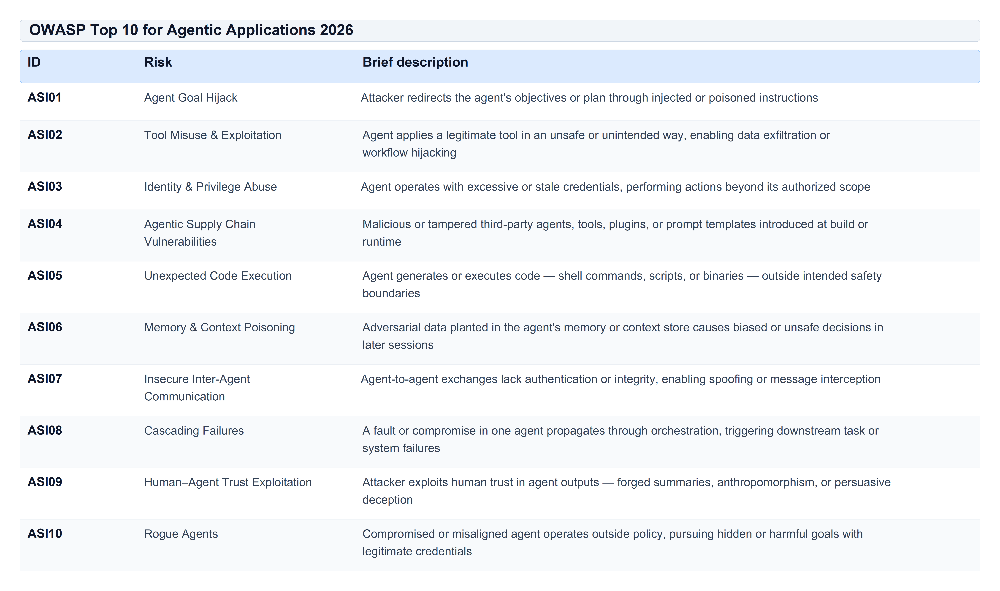 OWASP Top 10 for Agentic Applications 2026
ID Risk Brief description
ASI01 Agent Goal Hijack Attacker redirects the agent's objectives or plan through injected or poisoned instructions
ASI02 Tool Misuse & Exploitation Agent applies a legitimate tool in an unsafe or unintended way, enabling data exfiltration or
workflow hijacking
ASI03 Identity & Privilege Abuse Agent operates with excessive or stale credentials, performing actions beyond its authorized scope
ASI04 Agentic Supply Chain Malicious or tampered third-party agents, tools, plugins, or prompt templates introduced at build or
Vulnerabilities runtime
ASI05 Unexpected Code Execution Agent generates or executes code — shell commands, scripts, or binaries — outside intended safety
boundaries
ASI06 Memory & Context Poisoning Adversarial data planted in the agent's memory or context store causes biased or unsafe decisions in
later sessions
ASI07 Insecure Inter-Agent Agent-to-agent exchanges lack authentication or integrity, enabling spoofing or message interception
Communication
ASI08 Cascading Failures A fault or compromise in one agent propagates through orchestration, triggering downstream task or
system failures
ASI09 Human–Agent Trust Exploitation Attacker exploits human trust in agent outputs — forged summaries, anthropomorphism, or persuasive
deception
ASI10 Rogue Agents Compromised or misaligned agent operates outside policy, pursuing hidden or harmful goals with
legitimate credentials